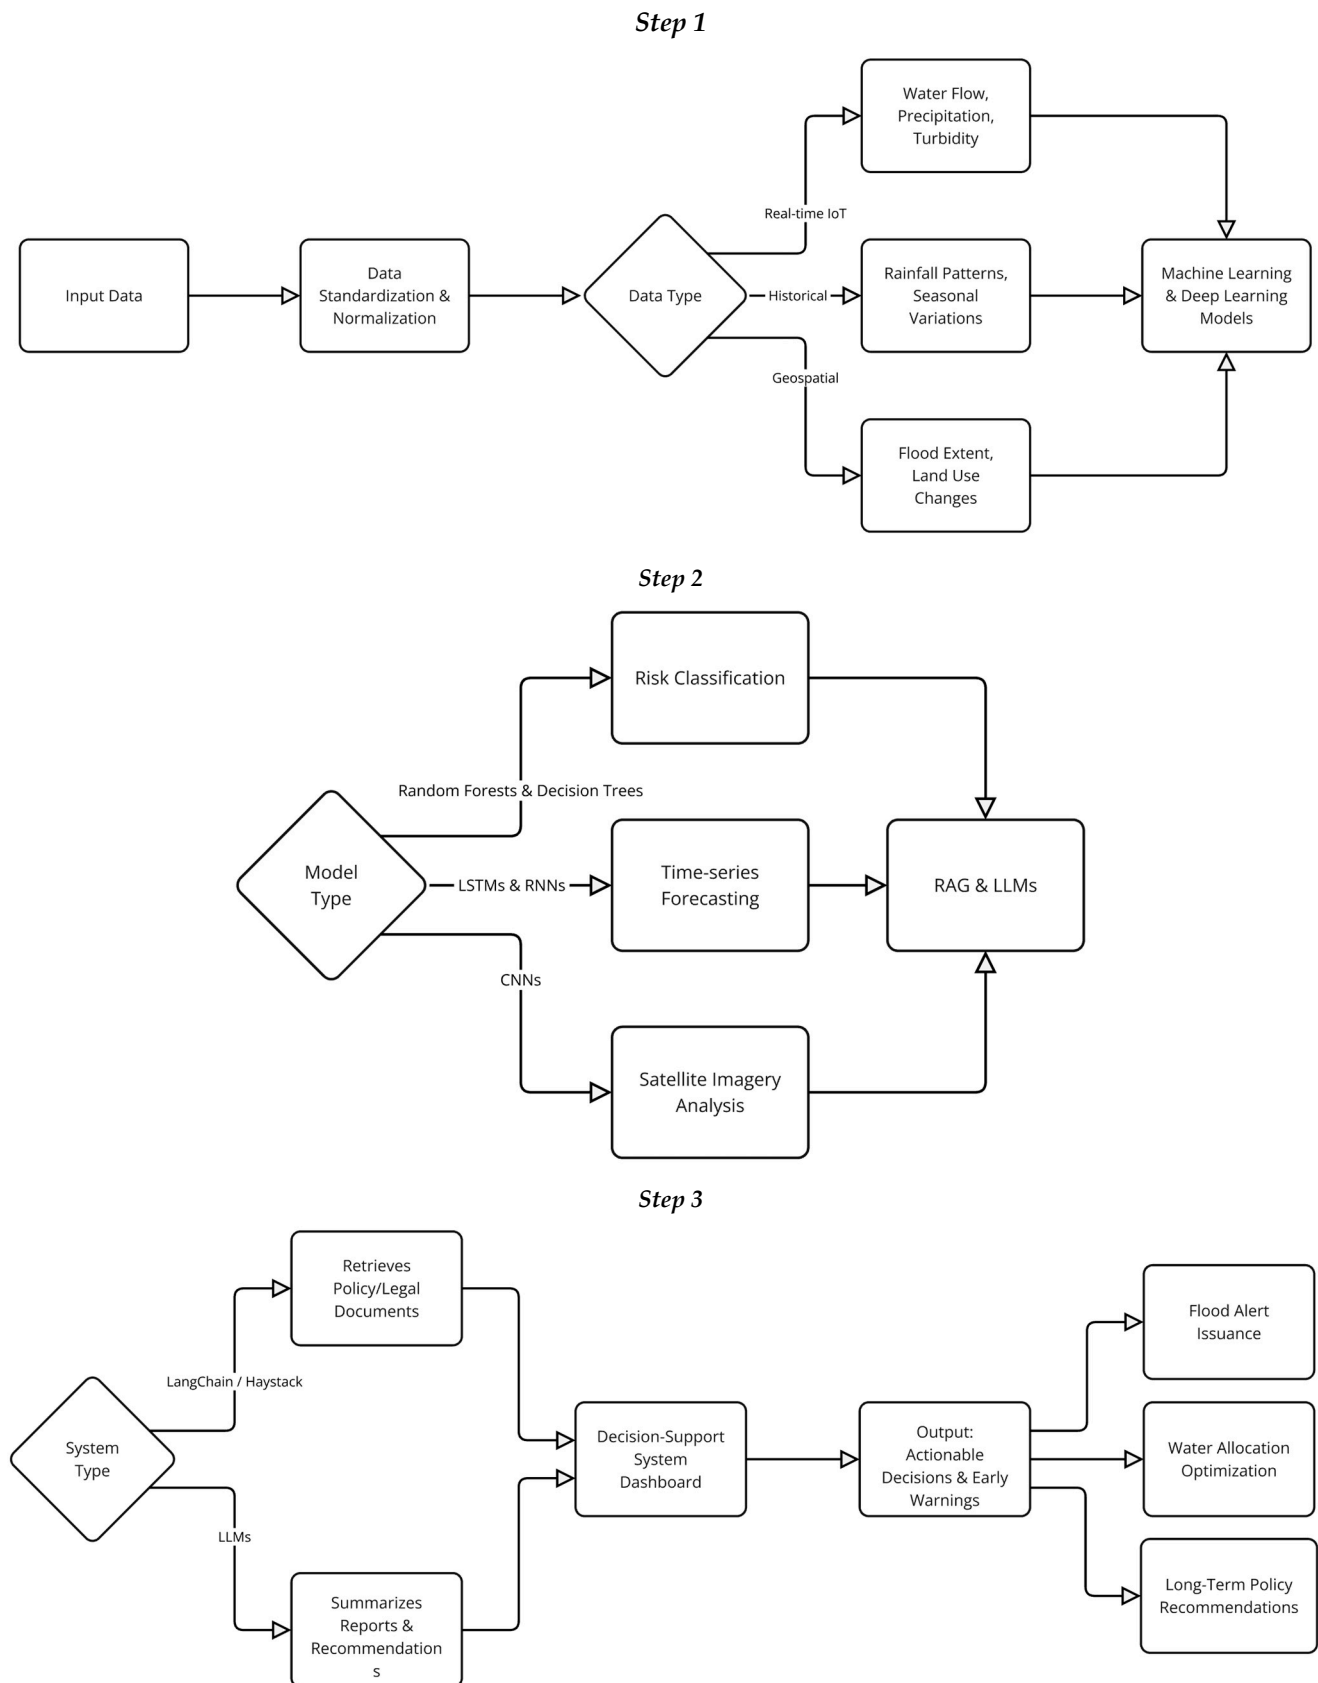 Step 1
Water Flow,
Precipitation,
Turbidity
Real-time IoT
Input Data
Data
Standardization &
Normalization
Data Type
Historical
Rainfall Patterns,
Seasonal
Variations
Machine Learning
& Deep Learning
Models
Geospatial
Flood Extent,
Land Use
Changes
Step 2
Risk Classification
Random Forests & Decision Trees
Model
Type
LSTMs & RNNs
Time-series
Forecasting
RAG & LLMs
CNNs
Satellite Imagery
Analysis
Step 3
Retrieves
Policy/Legal
Documents
LangChain / Haystack
System
Type
LLMs
Summarizes
Reports &
Recommendation
s
Decision-Support
System
Dashboard
Output:
Actionable
Decisions & Early
Warnings
Flood Alert
Issuance
Water Allocation
Optimization
Long-Term Policy
Recommendations